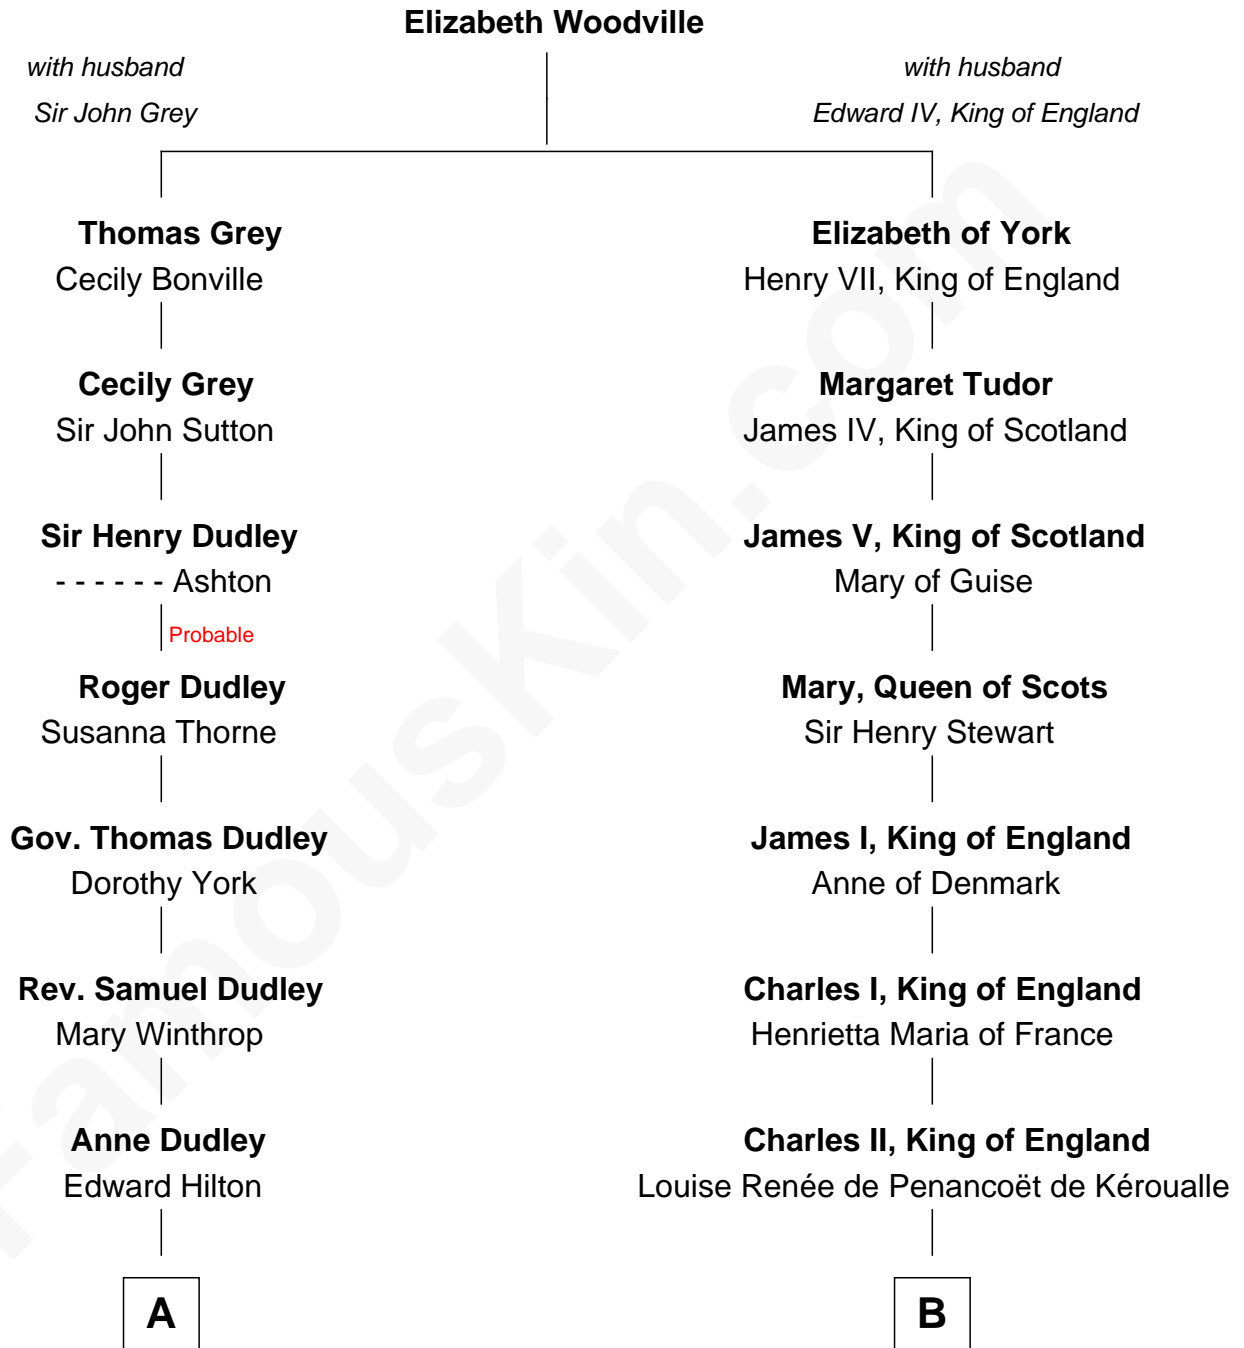 Elizabeth Woodville
with husband
Sir John Grey
with husband
Edward IV, King of England
Thomas Grey
Cecily Bonville
Elizabeth of York
Henry VII, King of England
Cecily Grey
Sir John Sutton
Margaret Tudor
James IV, King of Scotland
Sir Henry Dudley
- - - - - - Ashton
James V, King of Scotland
Mary of Guise
Probable
Roger Dudley
Susanna Thorne
Mary, Queen of Scots
Sir Henry Stewart
Gov. Thomas Dudley
Dorothy York
James I, King of England
Anne of Denmark
Rev. Samuel Dudley
Mary Winthrop
Charles I, King of England
Henrietta Maria of France
Anne Dudley
Edward Hilton
Charles II, King of England
Louise Renée de Penancoët de Kéroualle
A
B
FamousKin.com